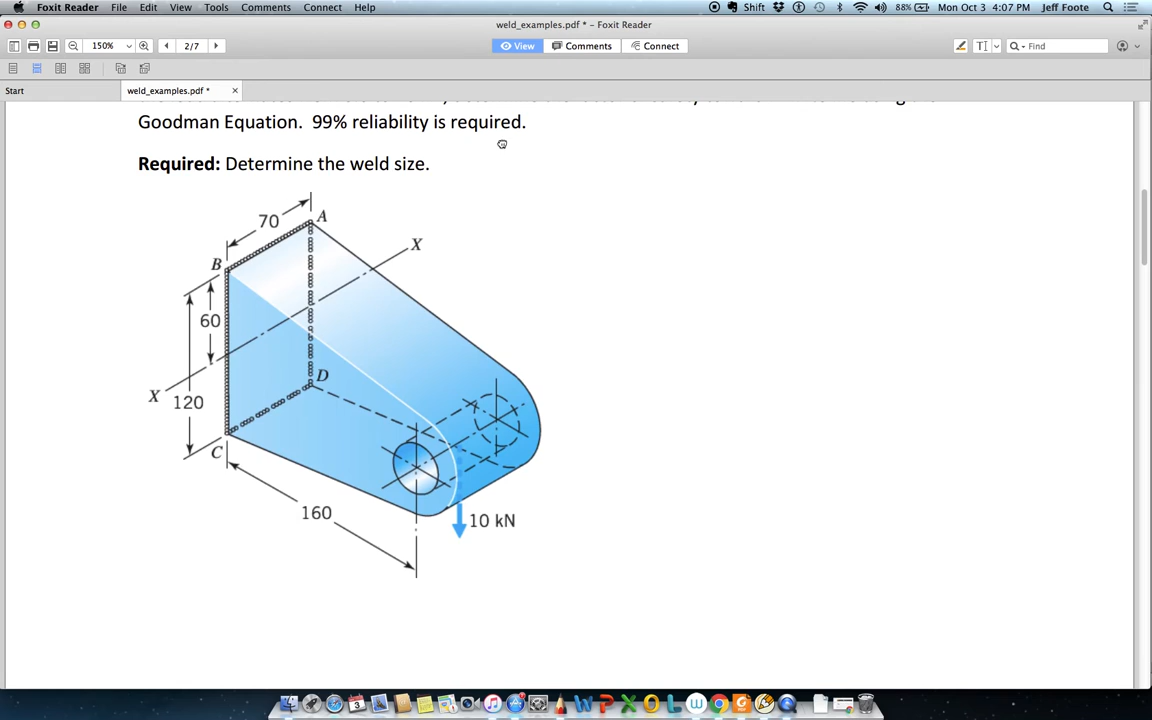 Foxit Reader File Edit View Tools Comments Connect Help Shift 88% Mon Oct 3 4:07 PM Jeff Foote
weld_examples.pdf * - Foxit Reader
150% 2/7 View Comments Connect Find
Start weld_examples.pdf *
Goodman Equation. 99% reliability is required.
Required: Determine the weld size.
70
A
X
B
60
D
X
120
C
160
10 kN